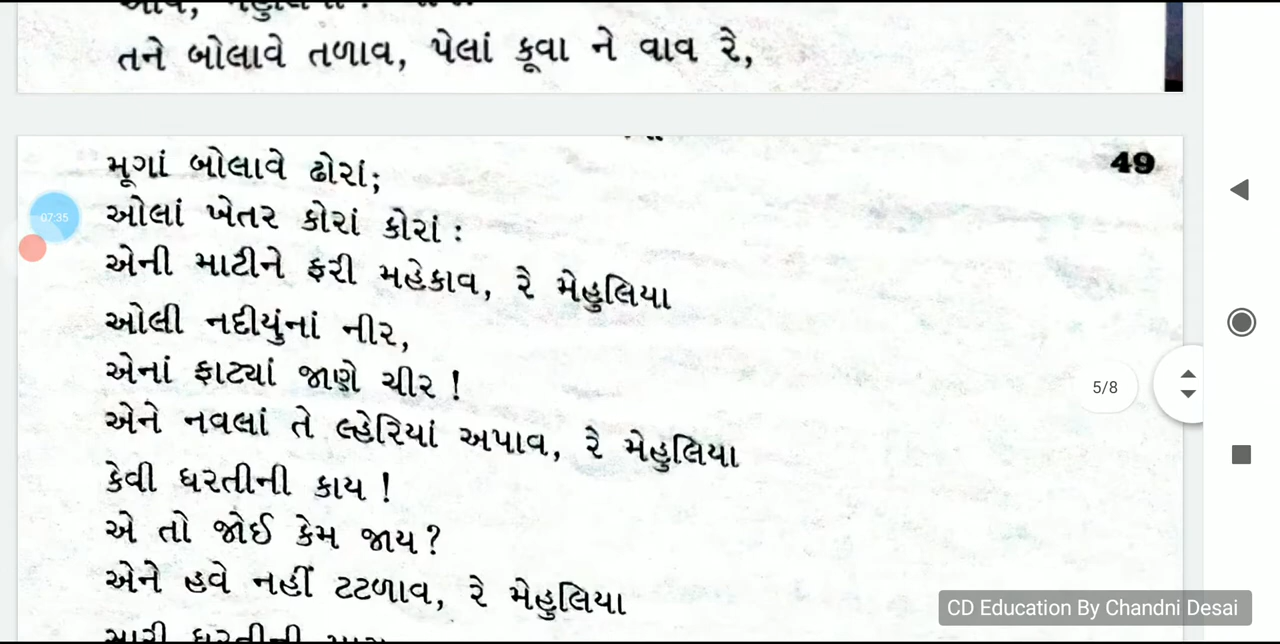 તને બોલાવે તળાવ, પેલાં કૂવા ને વાવ રે,
49
મૂગાં બોલાવે ઢોરાં;
07:35
ઓલાં ખેતર કોરાં કોરાં :
એની માટીને ફરી મહેકાવ, રે મેહુલિયા
ઓલી નદીયુંનાં નીર,
એનાં ફાટ્યાં જાણે ચીર !
5/8
એને નવલાં તે લ્હેરિયાં અપાવ, રે મેહુલિયા
કેવી ધરતીની કાય !
એ તો જોઈ કેમ જાય?
એને હવે નહીં ટટળાવ, રે મેહુલિયા
CD Education By Chandni Desai